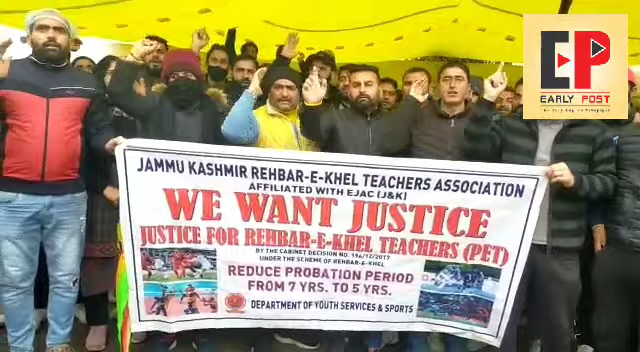 EP
EARLY POST
JAMMU KASHMIR REHBAR-E-KHEL TEACHERS ASSOCIATION
AFFILIATED WITH EJAC (J&K)
WE WANT JUSTICE
JUSTICE FOR REHBAR-E-KHEL TEACHERS (PET)
BY THE CABINET DECISION NO. 194/12/2017
UNDER THE SCHEME OF REHBAR-E-KHEL
REDUCE PROBATION PERIOD
FROM 7 YRS. TO 5 YRS.
DEPARTMENT OF YOUTH SERVICES & SPORTS